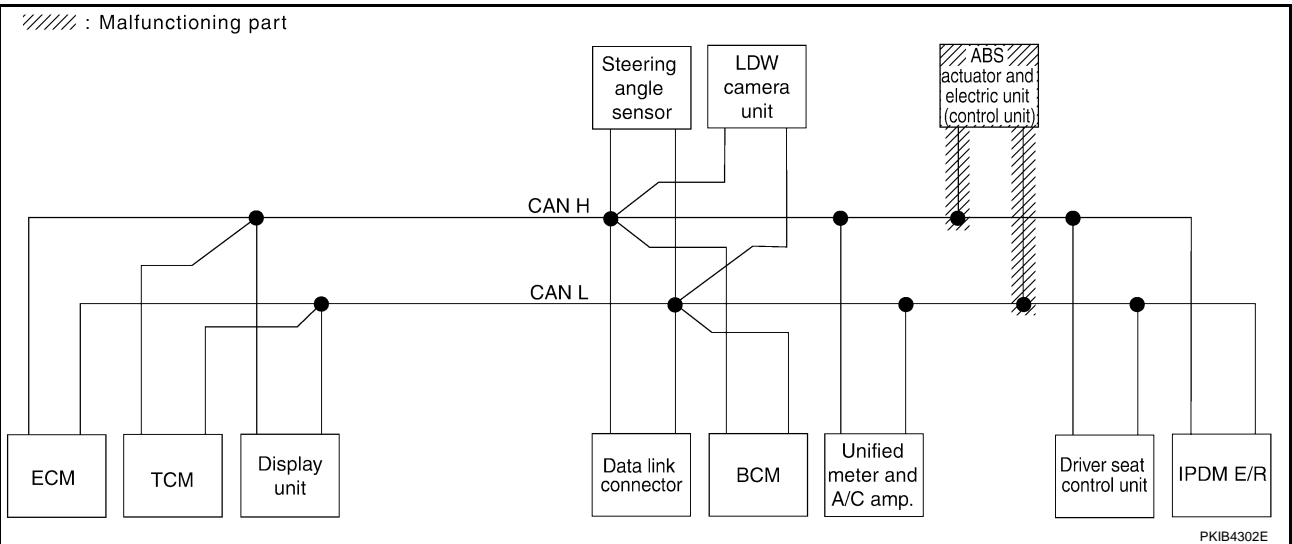 : Malfunctioning part
Steering
angle
sensor
LDW
camera
unit
ABS
actuator and
electric unit
(control unit)
CAN H
CAN L
ECM
TCM
Display
unit
Data link
connector
BCM
Unified
meter and
A/C amp.
Driver seat
control unit
IPDM E/R
PKIB4302E